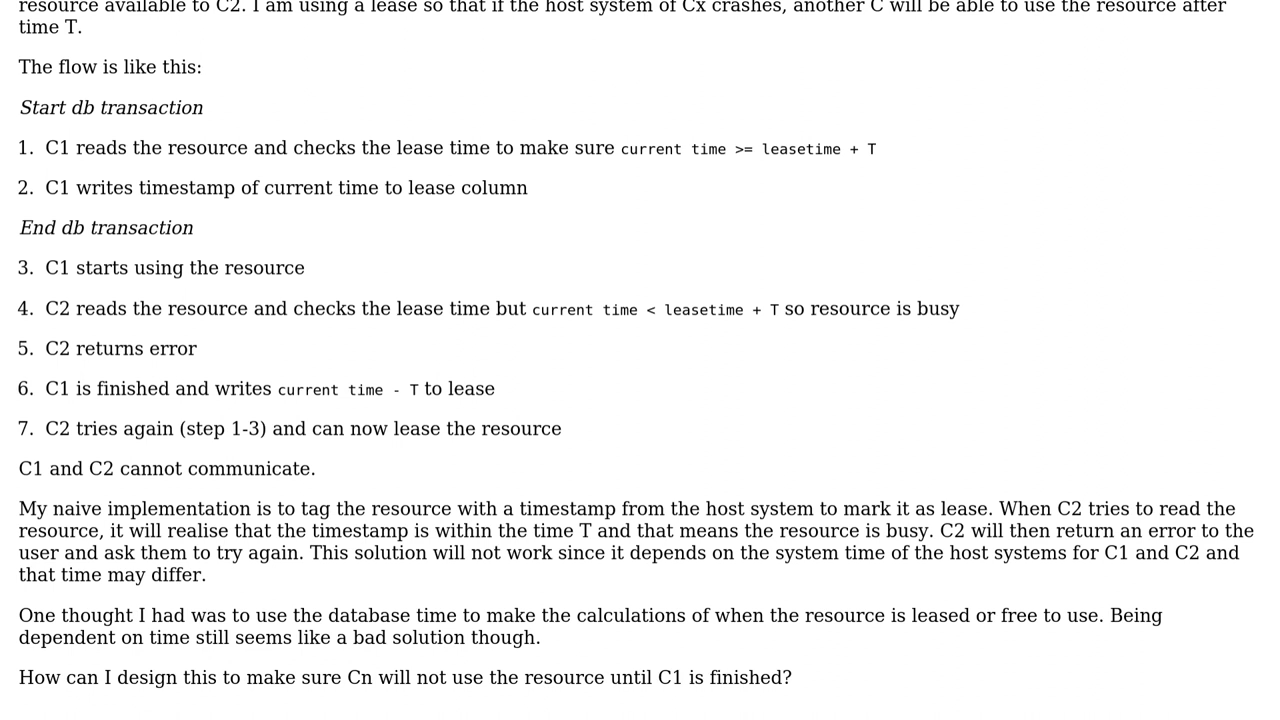 resource available to C2. I am using a lease so that if the host system of Cx crashes, another C will be able to use the resource after
time T.
The flow is like this:
Start db transaction
1. C1 reads the resource and checks the lease time to make sure current time >= leasetime + T
2. C1 writes timestamp of current time to lease column
End db transaction
3. C1 starts using the resource
4. C2 reads the resource and checks the lease time but current time < leasetime + T so resource is busy
5. C2 returns error
6. C1 is finished and writes current time - T to lease
7. C2 tries again (step 1-3) and can now lease the resource
C1 and C2 cannot communicate.
My naive implementation is to tag the resource with a timestamp from the host system to mark it as lease. When C2 tries to read the
resource, it will realise that the timestamp is within the time T and that means the resource is busy. C2 will then return an error to the
user and ask them to try again. This solution will not work since it depends on the system time of the host systems for C1 and C2 and
that time may differ.
One thought I had was to use the database time to make the calculations of when the resource is leased or free to use. Being
dependent on time still seems like a bad solution though.
How can I design this to make sure Cn will not use the resource until C1 is finished?